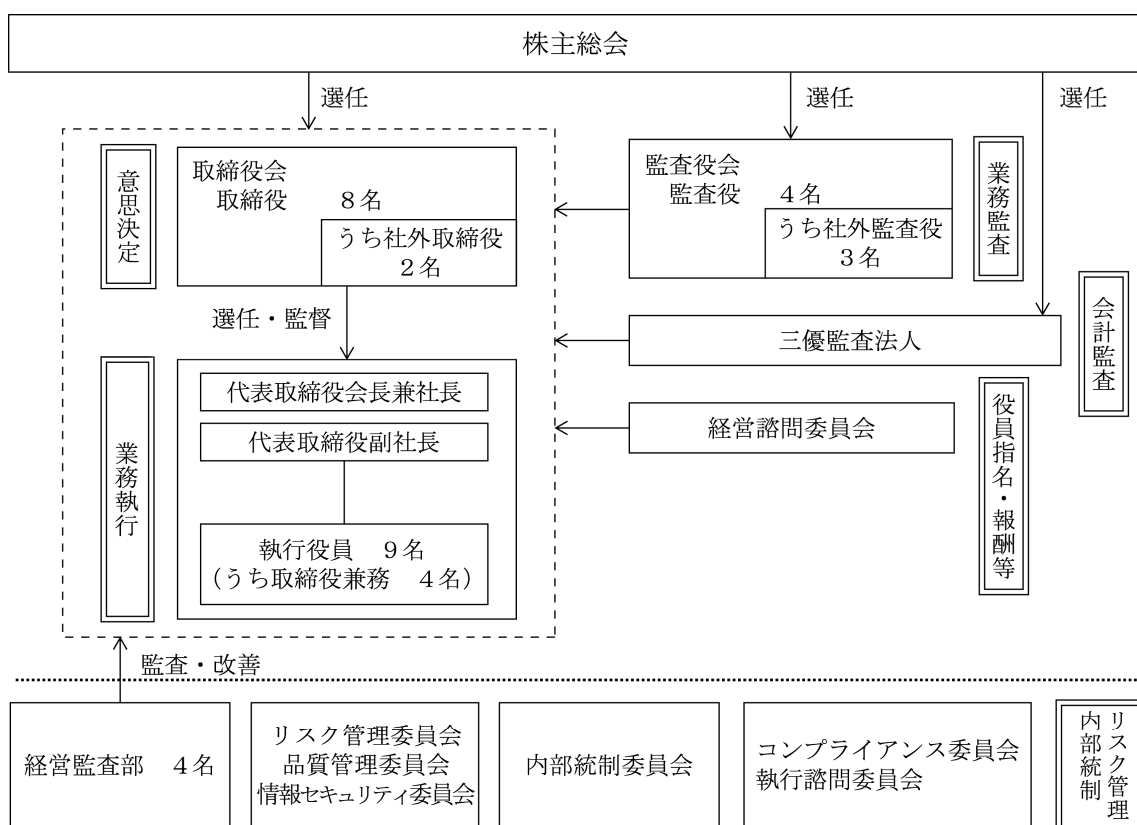 株主総会
選任
選任
選任
意思決定
取締役会
取締役 8名
うち社外取締役
2名
監査役会
監査役 4名
うち社外監査役
3名
業務監査
選任・監督
三優監査法人
会計監査
業務執行
代表取締役会長兼社長
代表取締役副社長
執行役員 9名
(うち取締役兼務 4名)
経営諮問委員会
役員指名・報酬等
監査・改善
経営監査部 4名
リスク管理委員会
品質管理委員会
情報セキュリティ委員会
内部統制委員会
コンプライアンス委員会
執行諮問委員会
リスク管理
内部統制